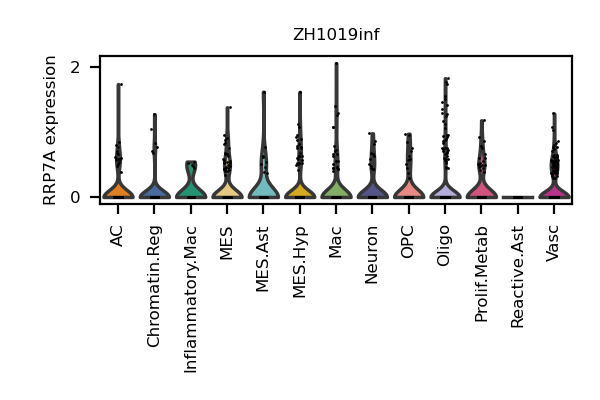 ZH1019inf
RRP7A expression
2
0
AC
Chromatin.Reg
Inflammatory.Mac
MES
MES.Ast
MES.Hyp
Mac
Neuron
OPC
Oligo
Prolif.Metab
Reactive.Ast
Vasc